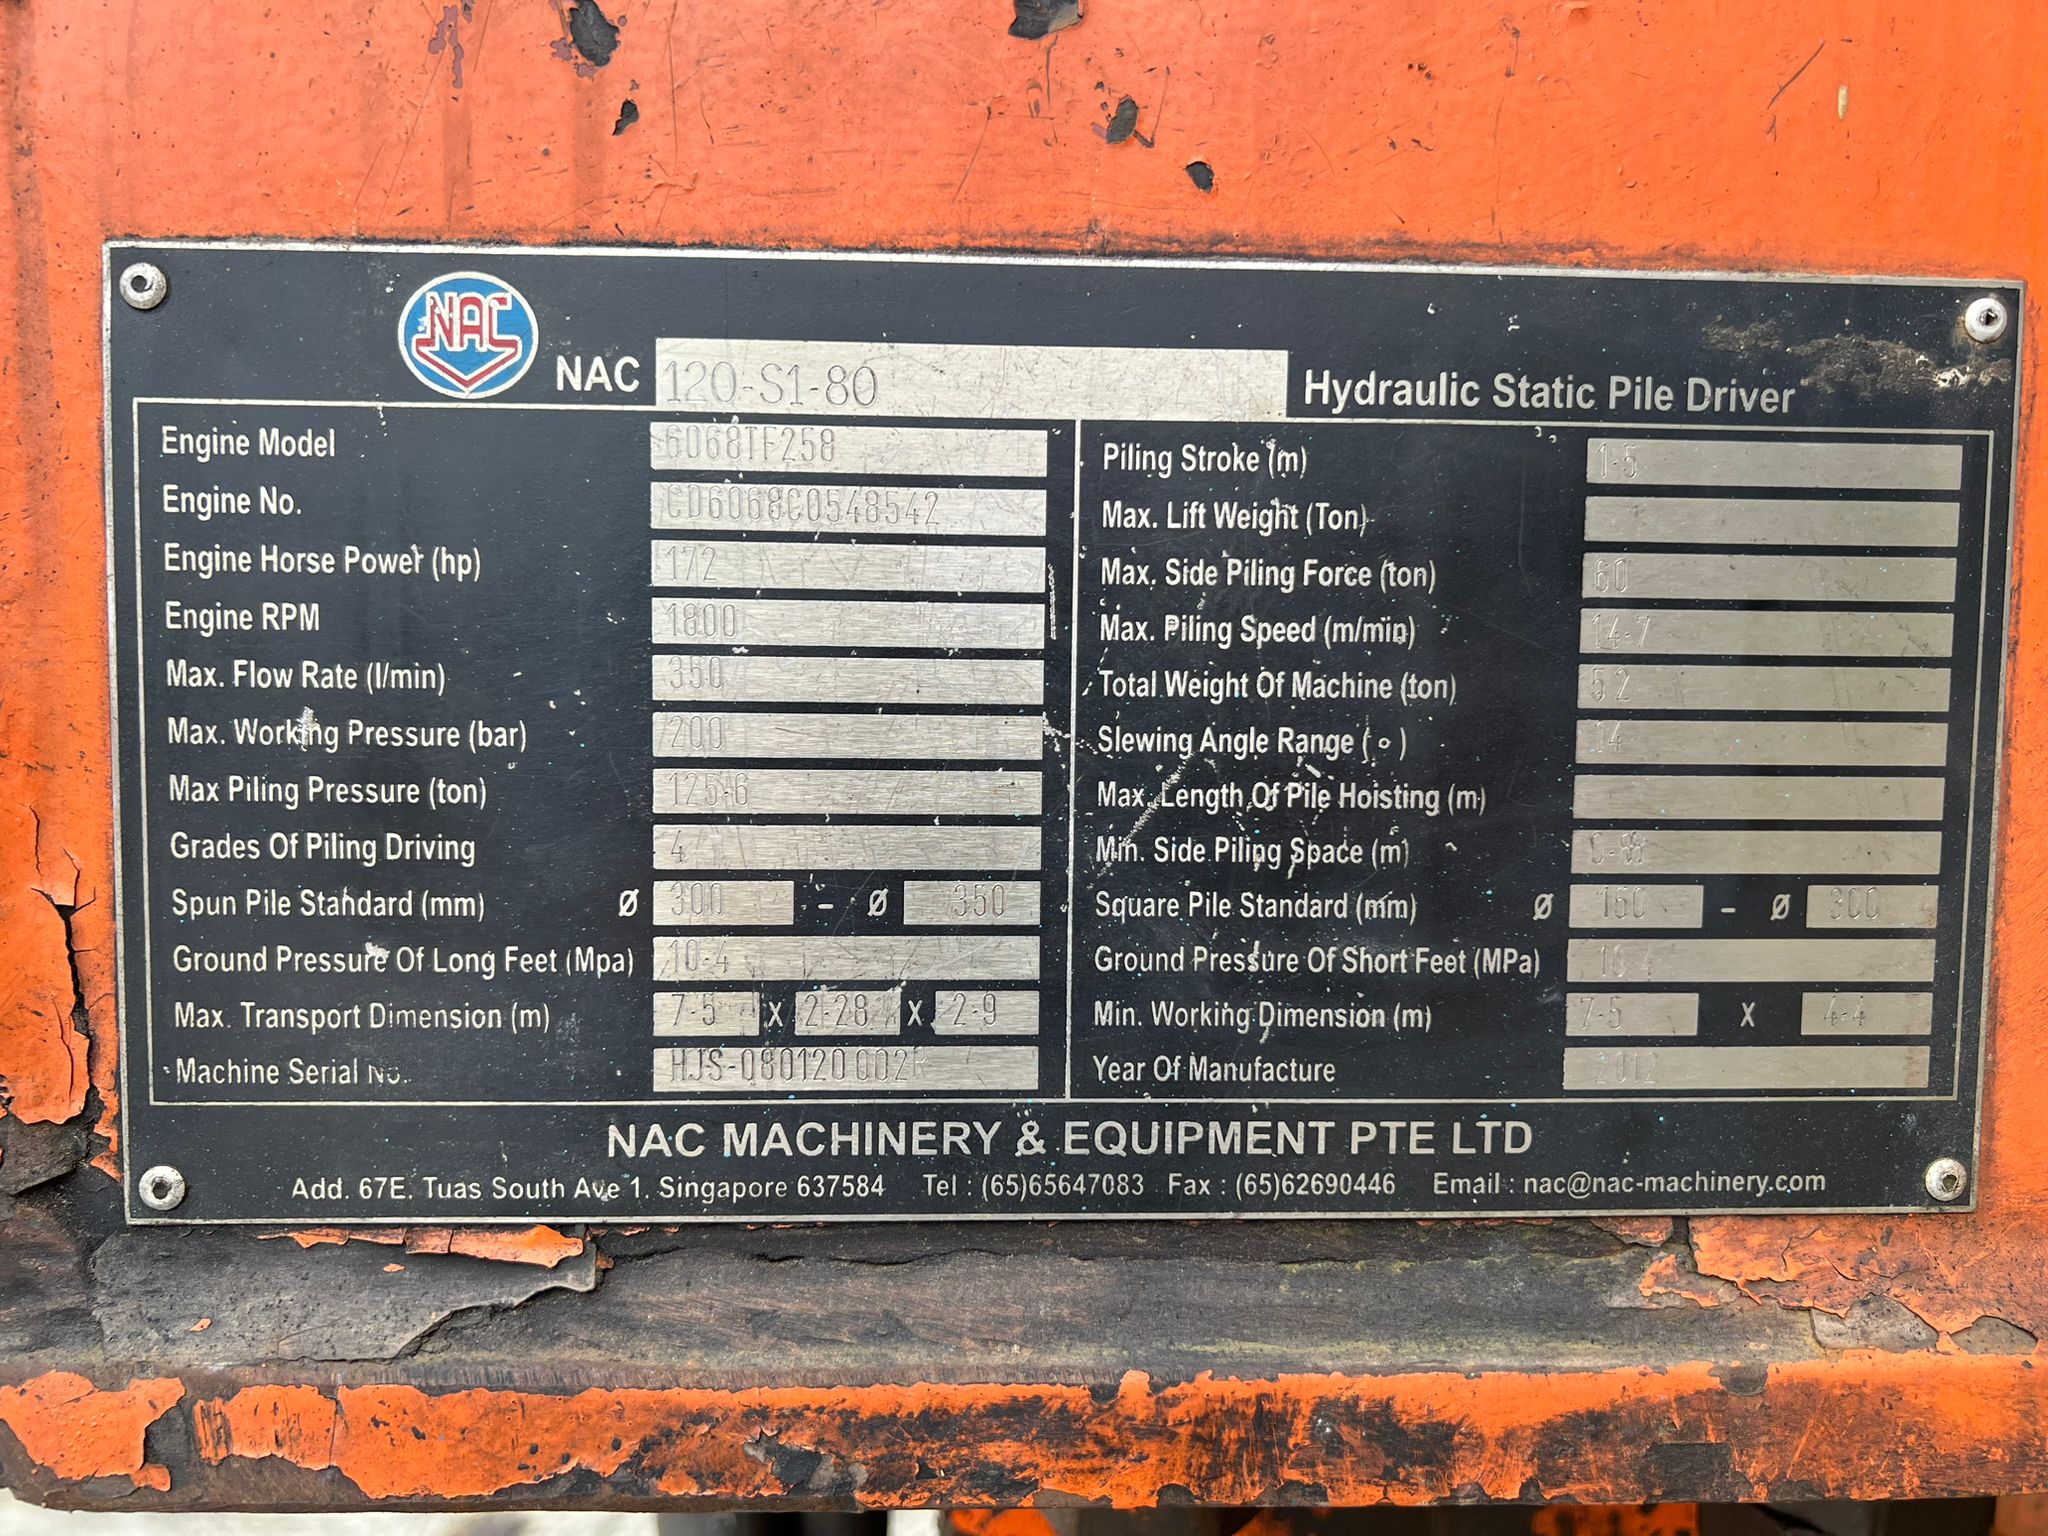 NAC
NAC 120-S1-80 Hydraulic Static Pile Driver
Engine Model 6068TF258
Engine No. CD6068C0548542
Engine Horse Power (hp) 172
Engine RPM 1800
Max. Flow Rate (l/min) 350
Max. Working Pressure (bar) 200
Max Piling Pressure (ton) 125-6
Grades Of Piling Driving 4
Spun Pile Standard (mm) Ø 300 - Ø 350
Ground Pressure Of Long Feet (Mpa) 10-4
Max. Transport Dimension (m) 7-5 x 2-28 x 2-9
Machine Serial No. HJS-080120002R
Piling Stroke (m) 1-5
Max. Lift Weight (Ton)
Max. Side Piling Force (ton) 60
Max. Piling Speed (m/min) 14-7
Total Weight Of Machine (ton) 52
Slewing Angle Range ( ∘ ) 14
Max. Length Of Pile Hoisting (m)
Min. Side Piling Space (m)
Square Pile Standard (mm) Ø 150 - Ø 300
Ground Pressure Of Short Feet (MPa) 10-4
Min. Working Dimension (m) 7-5 X 4-4
Year Of Manufacture 2012
NAC MACHINERY & EQUIPMENT PTE LTD
Add. 67E. Tuas South Ave 1. Singapore 637584 Tel : (65)65647083 Fax : (65)62690446 Email : nac@nac-machinery.com